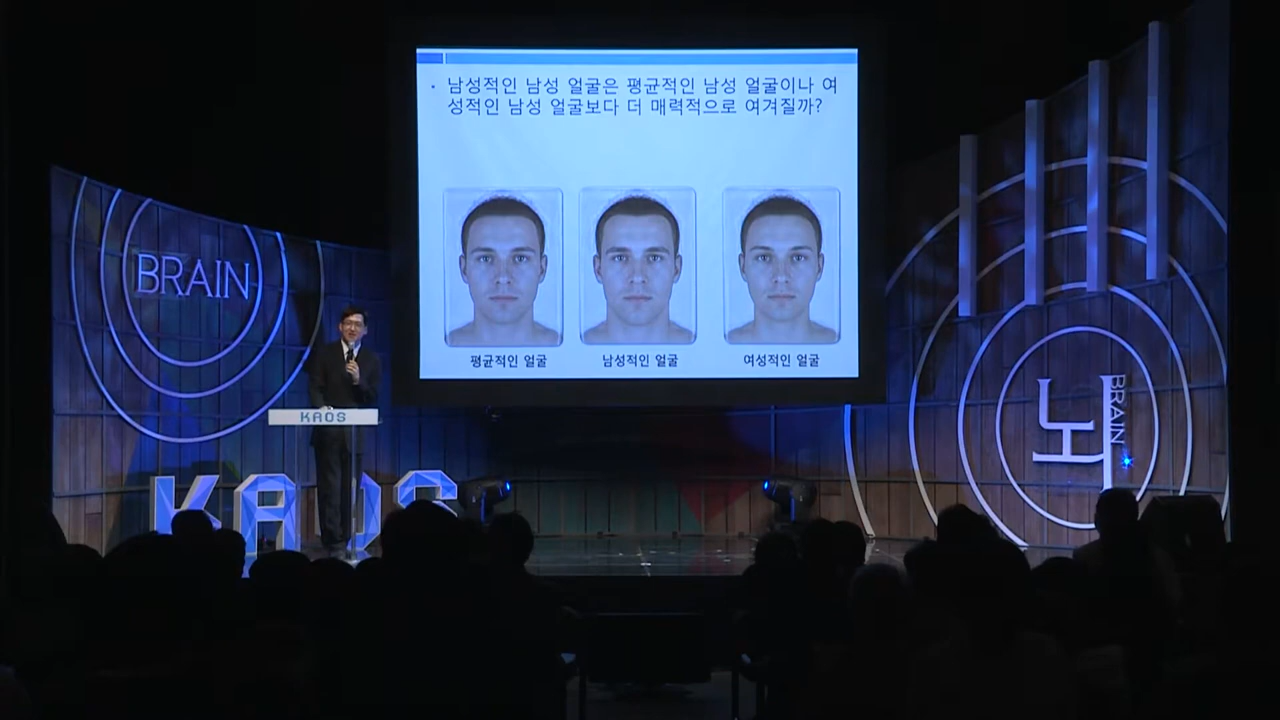 · 남성적인 남성 얼굴은 평균적인 남성 얼굴이나 여
성적인 남성 얼굴보다 더 매력적으로 여겨질까?
평균적인 얼굴
남성적인 얼굴
여성적인 얼굴
BRAIN
KAOS
KAOS
뇌
BRAIN